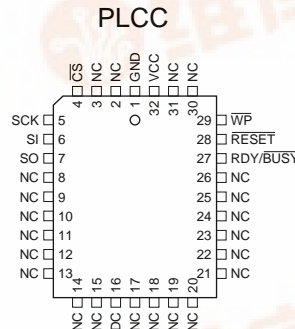 PLCC
CS NC NC GND VCC NC NC
4 3 2 1 32 31 30
SCK 5 29 WP
SI 6 28 RESET
SO 7 27 RDY/BUSY
NC 8 26 NC
NC 9 25 NC
NC 10 24 NC
NC 11 23 NC
NC 12 22 NC
NC 13 21 NC
14 15 16 17 18 19 20
NC NC DC NC NC NC NC